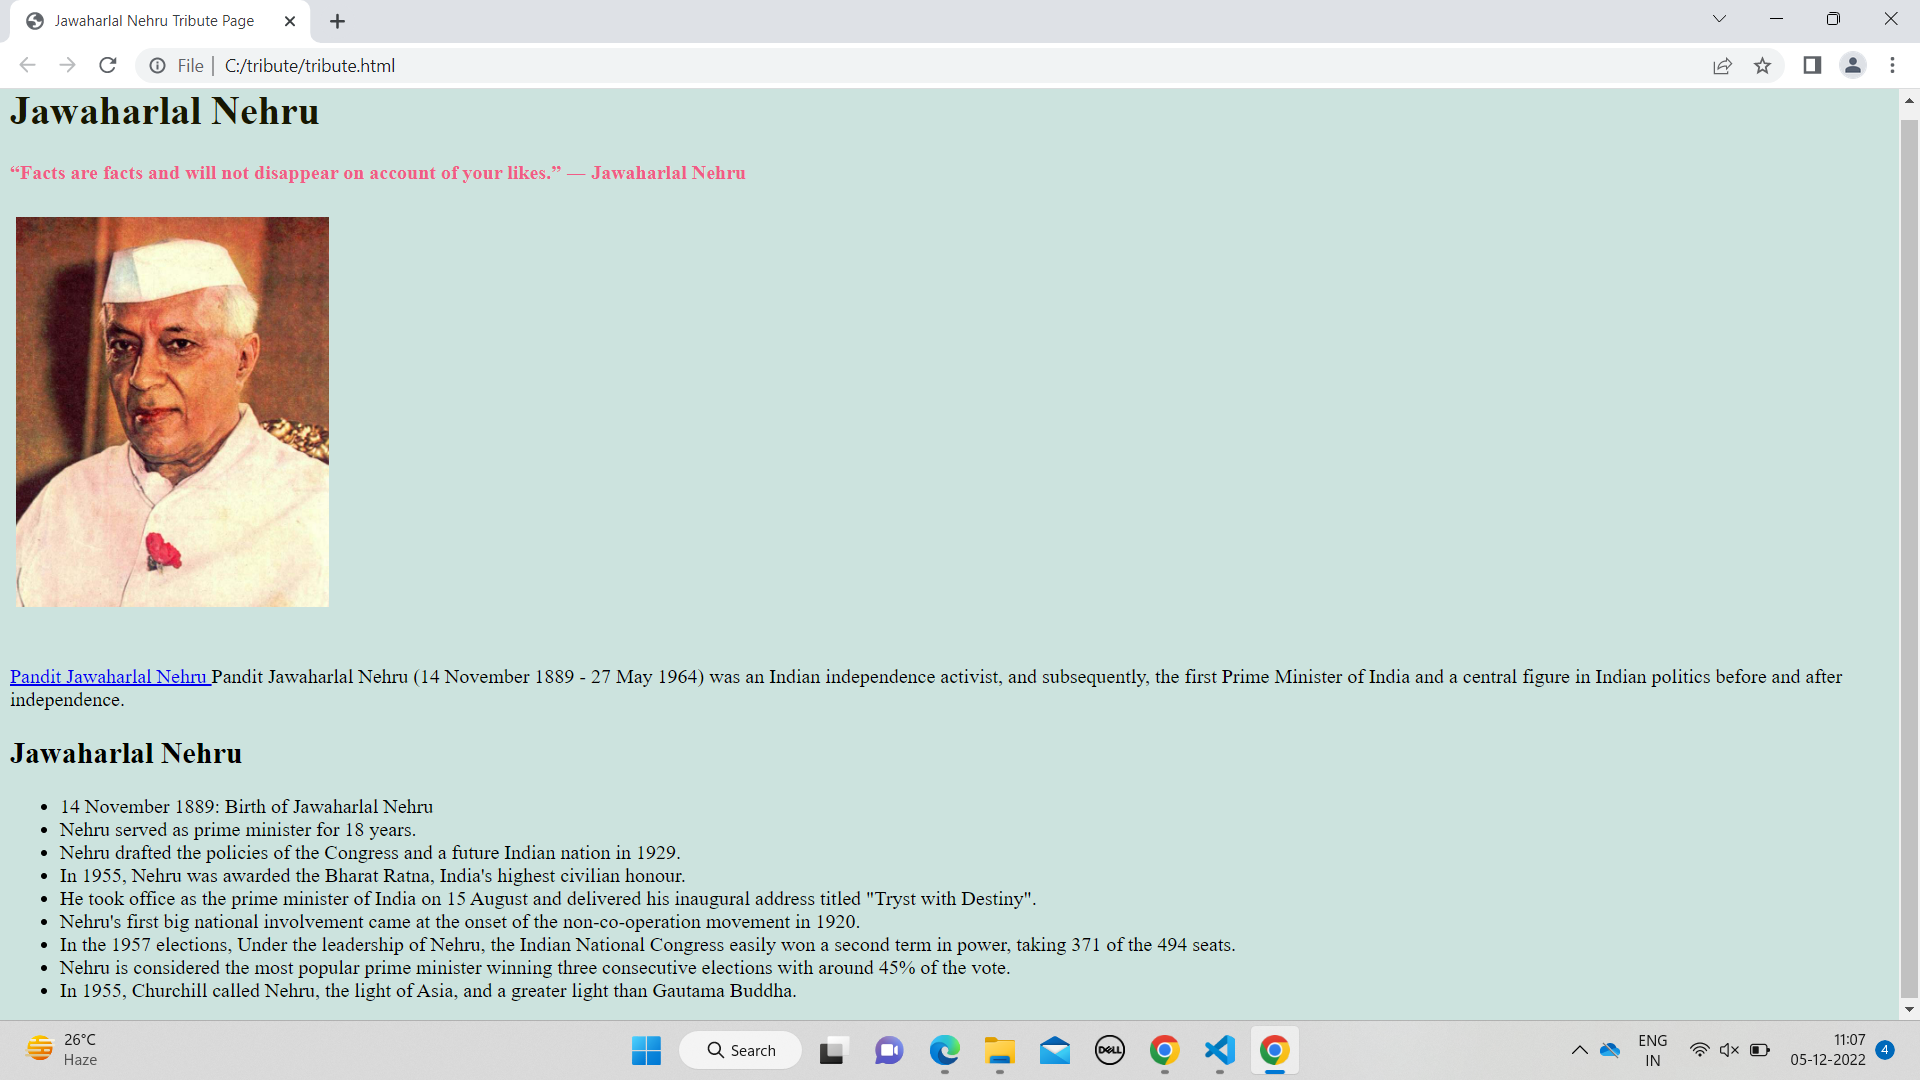 Jawaharlal Nehru Tribute Page
File | C:/tribute/tribute.html
Jawaharlal Nehru
“Facts are facts and will not disappear on account of your likes.” — Jawaharlal Nehru
Pandit Jawaharlal Nehru Pandit Jawaharlal Nehru (14 November 1889 - 27 May 1964) was an Indian independence activist, and subsequently, the first Prime Minister of India and a central figure in Indian politics before and after
independence.
Jawaharlal Nehru
• 14 November 1889: Birth of Jawaharlal Nehru
• Nehru served as prime minister for 18 years.
• Nehru drafted the policies of the Congress and a future Indian nation in 1929.
• In 1955, Nehru was awarded the Bharat Ratna, India's highest civilian honour.
• He took office as the prime minister of India on 15 August and delivered his inaugural address titled "Tryst with Destiny".
• Nehru's first big national involvement came at the onset of the non-co-operation movement in 1920.
• In the 1957 elections, Under the leadership of Nehru, the Indian National Congress easily won a second term in power, taking 371 of the 494 seats.
• Nehru is considered the most popular prime minister winning three consecutive elections with around 45% of the vote.
• In 1955, Churchill called Nehru, the light of Asia, and a greater light than Gautama Buddha.
26°C
Haze
Search
DELL
ENG
IN
11:07
05-12-2022
4